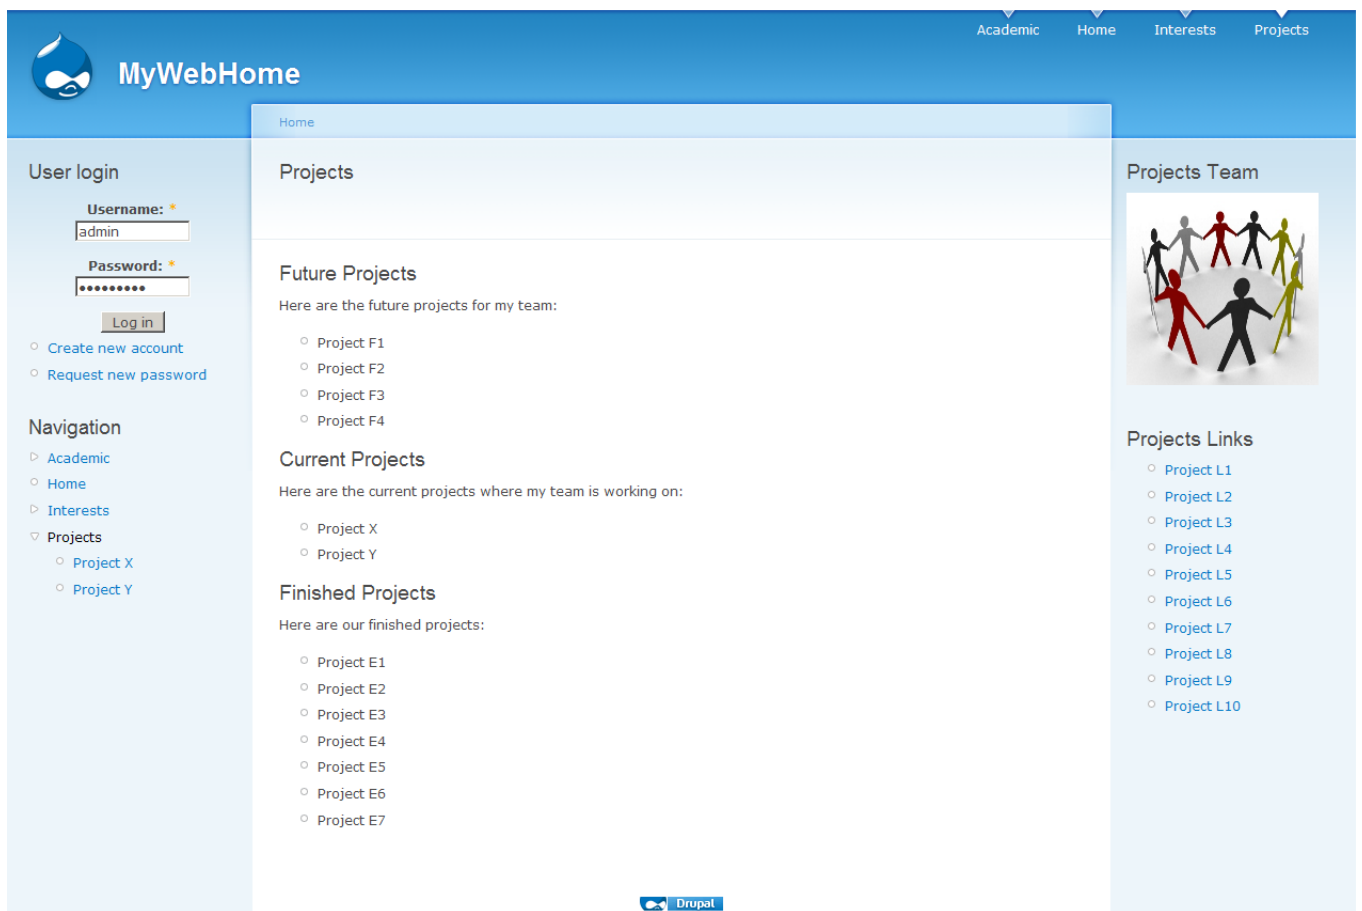 Academic Home Interests Projects
MyWebHome
Home
User login
Username: *
admin
Password: *
•••••••••
Log in
Create new account
Request new password
Navigation
Academic
Home
Interests
Projects
Project X
Project Y
Projects
Future Projects
Here are the future projects for my team:
Project F1
Project F2
Project F3
Project F4
Current Projects
Here are the current projects where my team is working on:
Project X
Project Y
Finished Projects
Here are our finished projects:
Project E1
Project E2
Project E3
Project E4
Project E5
Project E6
Project E7
Projects Team
Projects Links
Project L1
Project L2
Project L3
Project L4
Project L5
Project L6
Project L7
Project L8
Project L9
Project L10
Drupal